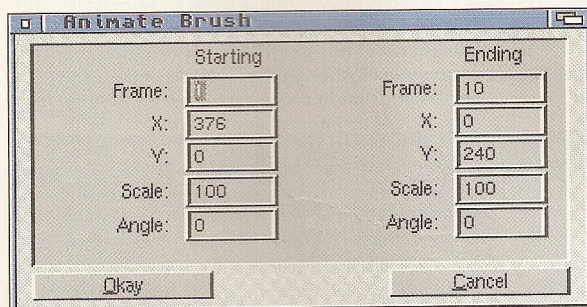 Animate Brush
Starting Ending
Frame: 1 Frame: 10
X: 376 X: 0
Y: 0 Y: 240
Scale: 100 Scale: 100
Angle: 0 Angle: 0
Okay Cancel